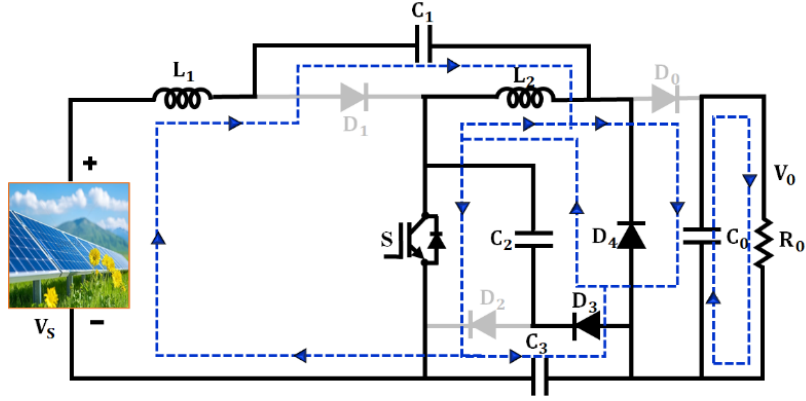 C₁
L₁
L₂
D₀
D₁
+
V₀
S
C₂
D₄
C₀
R₀
D₂
D₃
Vₛ
−
C₃